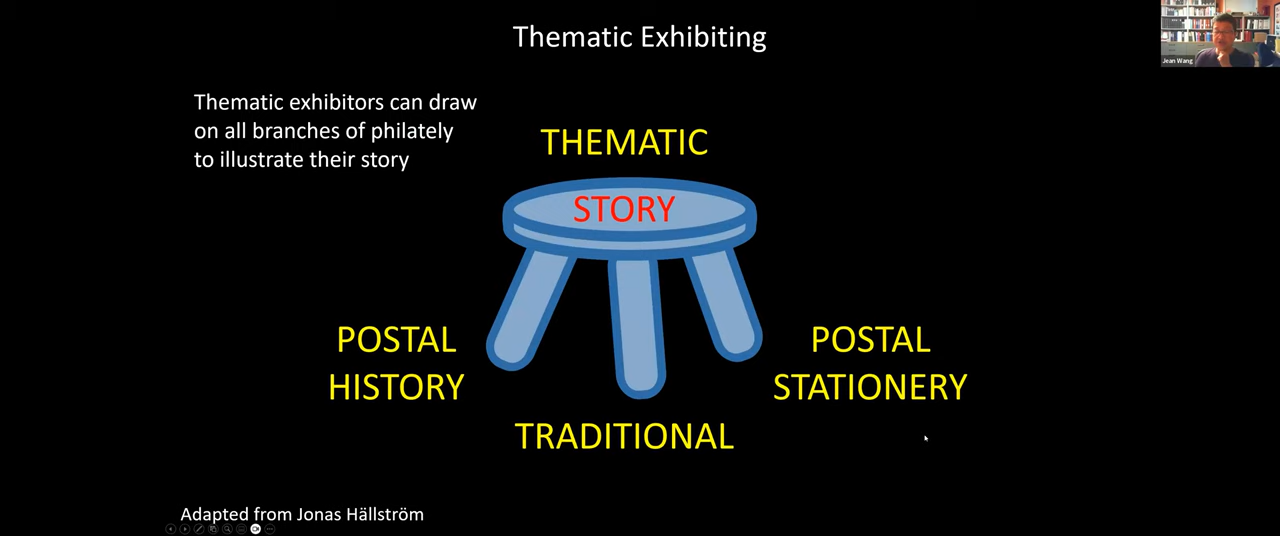 Thematic Exhibiting
Jean Wang
Thematic exhibitors can draw
on all branches of philately
to illustrate their story
THEMATIC
STORY
POSTAL
HISTORY
POSTAL
STATIONERY
TRADITIONAL
Adapted from Jonas Hällström